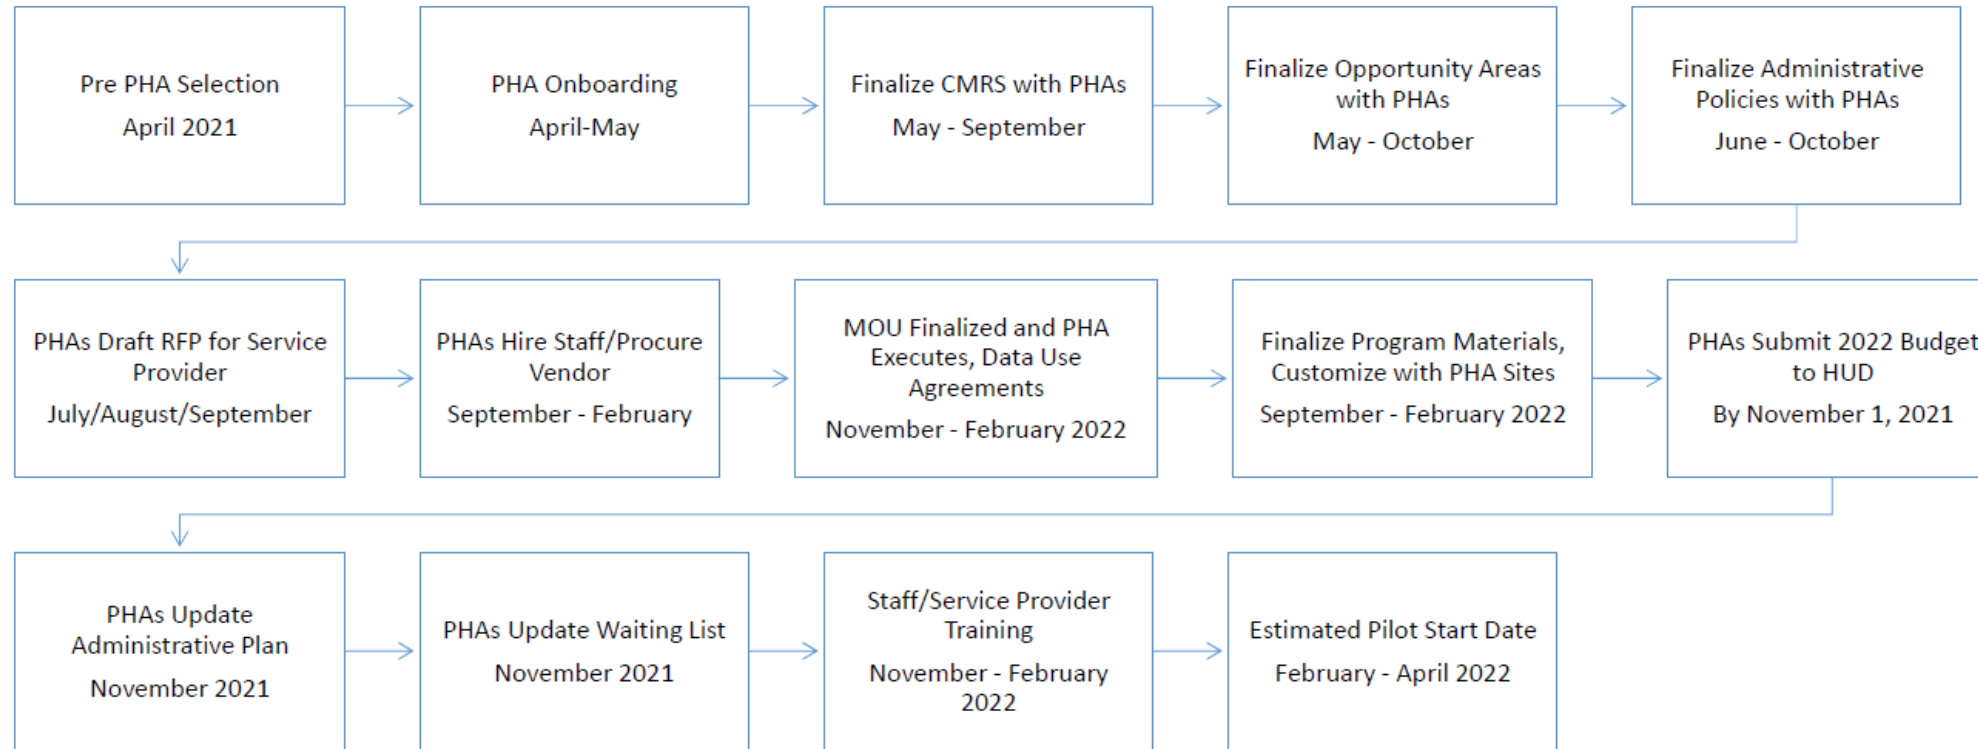 Pre PHA Selection
April 2021
PHA Onboarding
April-May
Finalize CMRS with PHAs
May - September
Finalize Opportunity Areas
with PHAs
May - October
Finalize Administrative
Policies with PHAs
June - October
PHAs Draft RFP for Service
Provider
July/August/September
PHAs Hire Staff/Procure
Vendor
September - February
MOU Finalized and PHA
Executes, Data Use
Agreements
November - February 2022
Finalize Program Materials,
Customize with PHA Sites
September - February 2022
PHAs Submit 2022 Budget
to HUD
By November 1, 2021
PHAs Update
Administrative Plan
November 2021
PHAs Update Waiting List
November 2021
Staff/Service Provider
Training
November - February
2022
Estimated Pilot Start Date
February - April 2022